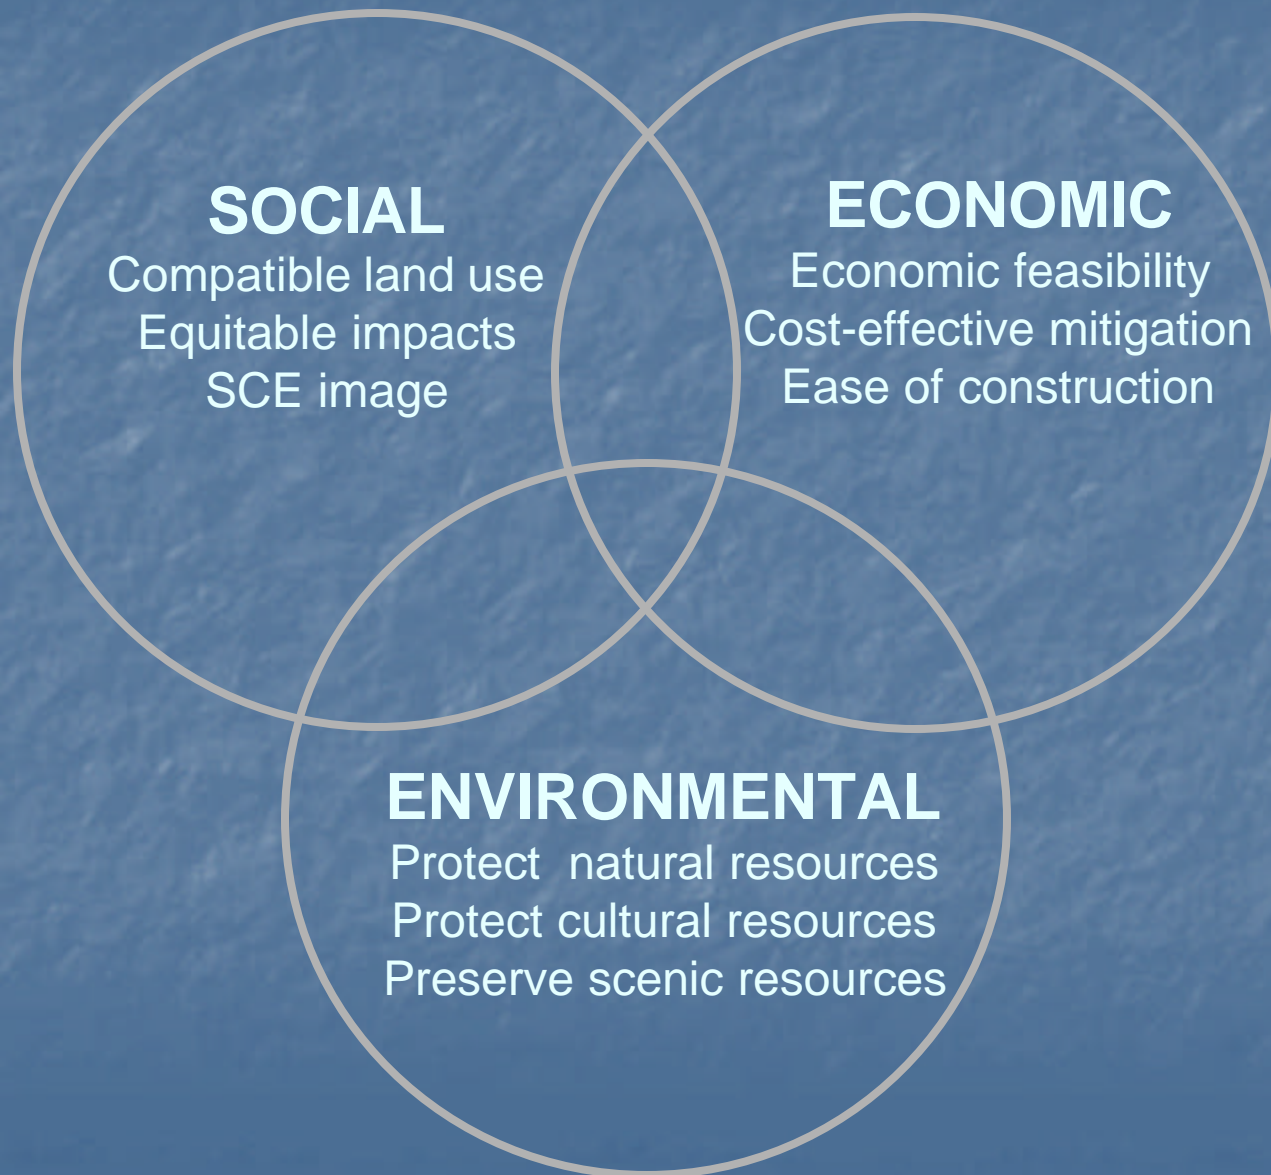 SOCIAL
Compatible land use
Equitable impacts
SCE image
ECONOMIC
Economic feasibility
Cost-effective mitigation
Ease of construction
ENVIRONMENTAL
Protect  natural resources
Protect cultural resources
Preserve scenic resources